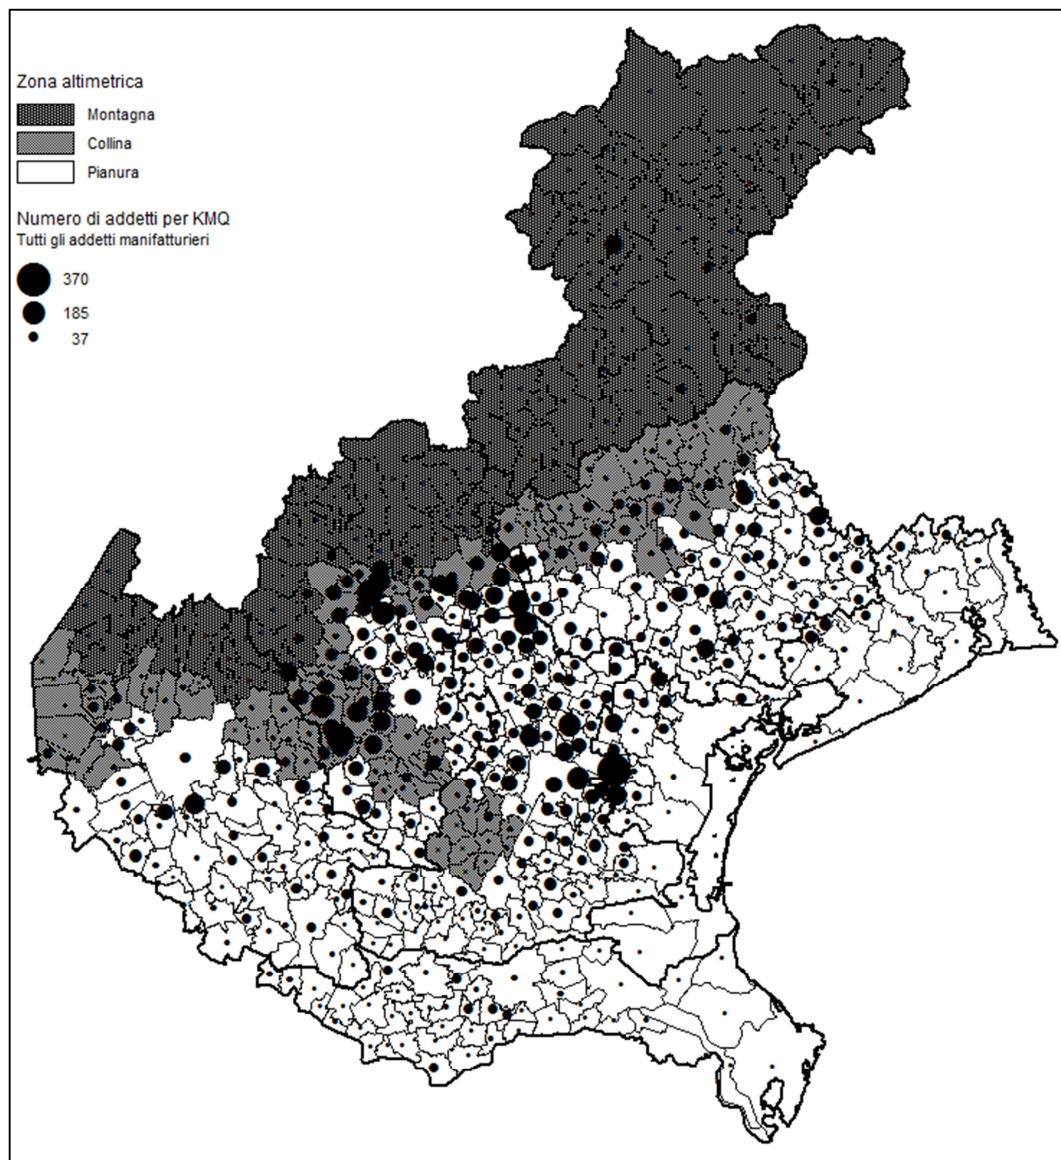 Zona altimetrica
Montagna
Collina
Pianura
Numero di addetti per KMQ
Tutti gli addetti manifatturieri
370
185
37